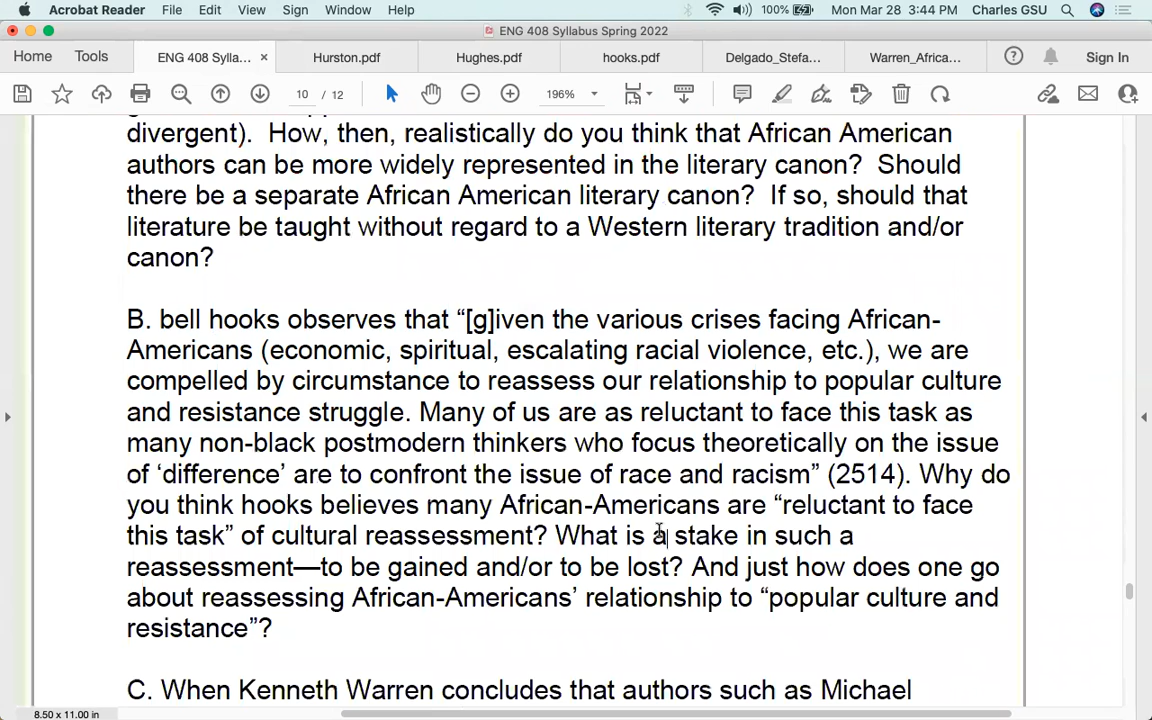 Acrobat Reader File Edit View Sign Window Help 100% Mon Mar 28 3:44 PM Charles GSU
ENG 408 Syllabus Spring 2022
Home Tools ENG 408 Sylla... × Hurston.pdf Hughes.pdf hooks.pdf Delgado_Stefa... Warren_Africa... Sign In
10 / 12 196%
divergent). How, then, realistically do you think that African American
authors can be more widely represented in the literary canon? Should
there be a separate African American literary canon? If so, should that
literature be taught without regard to a Western literary tradition and/or
canon?
B. bell hooks observes that “[g]iven the various crises facing African-
Americans (economic, spiritual, escalating racial violence, etc.), we are
compelled by circumstance to reassess our relationship to popular culture
and resistance struggle. Many of us are as reluctant to face this task as
many non-black postmodern thinkers who focus theoretically on the issue
of ‘difference’ are to confront the issue of race and racism” (2514). Why do
you think hooks believes many African-Americans are “reluctant to face
this task” of cultural reassessment? What is a stake in such a
reassessment—to be gained and/or to be lost? And just how does one go
about reassessing African-Americans’ relationship to “popular culture and
resistance”?
C. When Kenneth Warren concludes that authors such as Michael
8.50 x 11.00 in